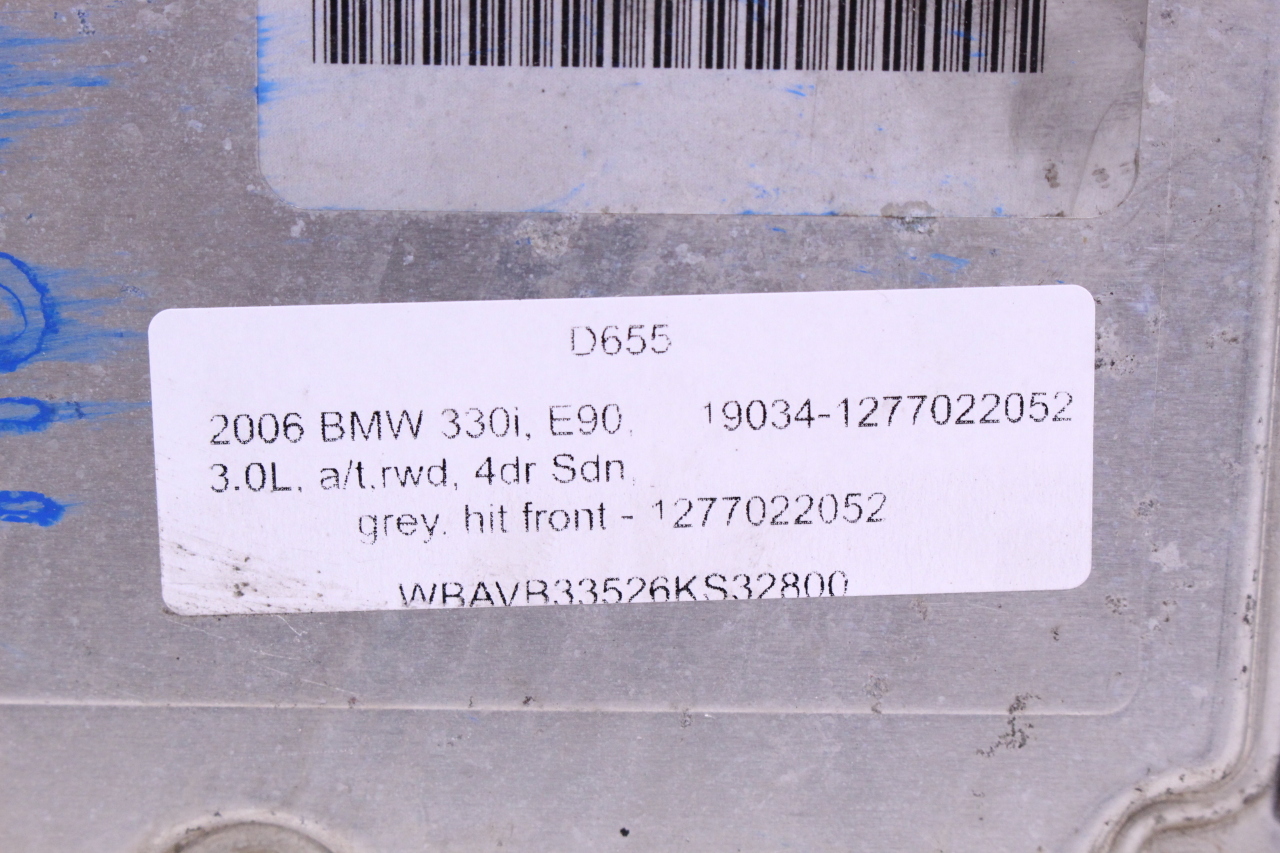 D655
2006 BMW 330i, E90, 19034-1277022052
3.0L, a/t.rwd, 4dr Sdn,
grey, hit front - 1277022052
WBAVB33526KS32800